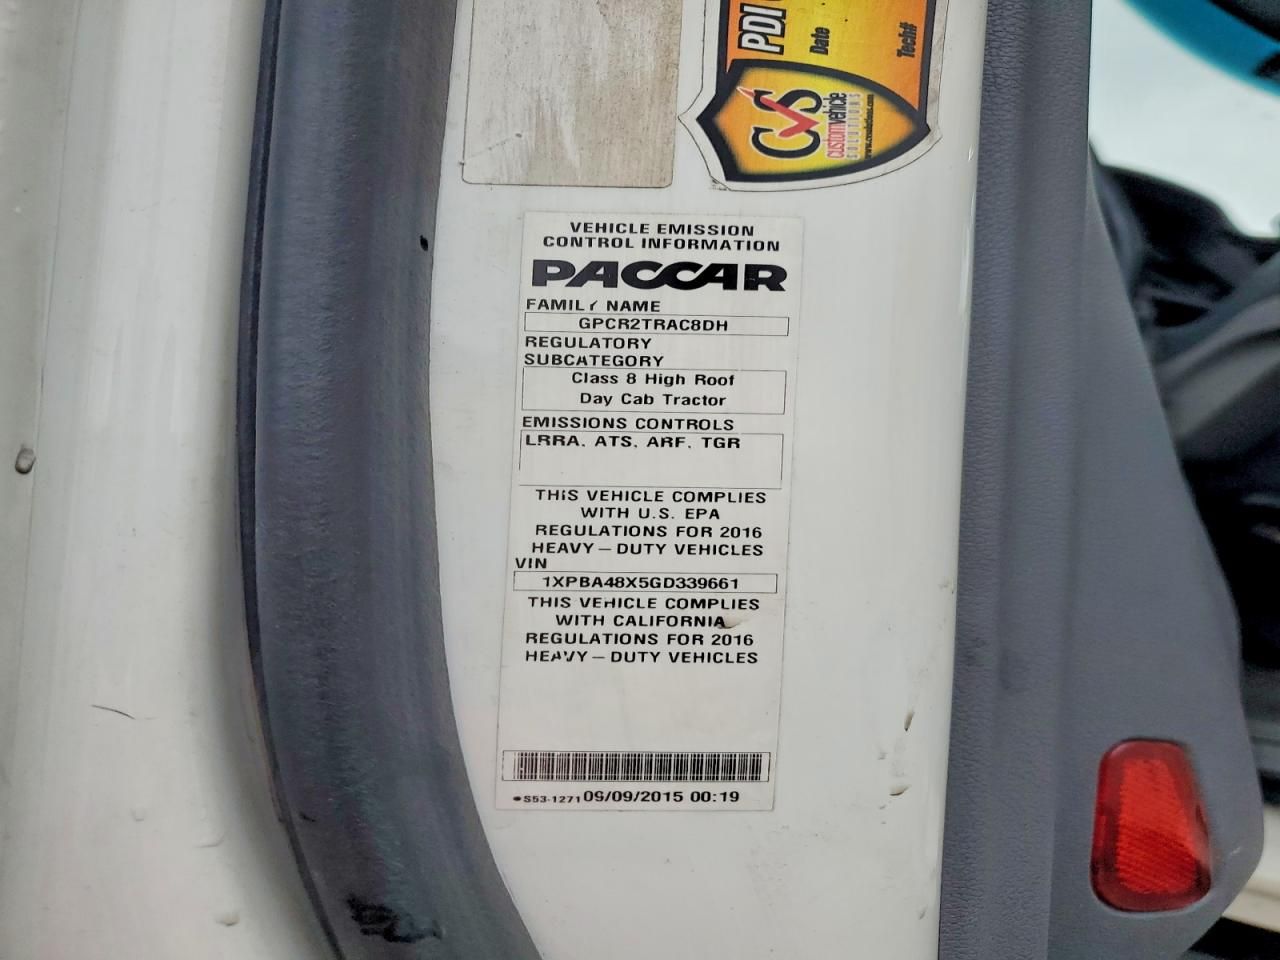 PDI
Date
Tech#
CVS
customvehicle
SOLUTIONS
VEHICLE EMISSION
CONTROL INFORMATION
PACCAR
FAMILY NAME
GPCR2TRAC8DH
REGULATORY
SUBCATEGORY
Class 8 High Roof
Day Cab Tractor
EMISSIONS CONTROLS
LRRA, ATS, ARF, TGR
THIS VEHICLE COMPLIES
WITH U.S. EPA
REGULATIONS FOR 2016
HEAVY-DUTY VEHICLES
VIN
1XPBA48X5GD339661
THIS VEHICLE COMPLIES
WITH CALIFORNIA
REGULATIONS FOR 2016
HEAVY-DUTY VEHICLES
S53-1271 09/09/2015 00:19